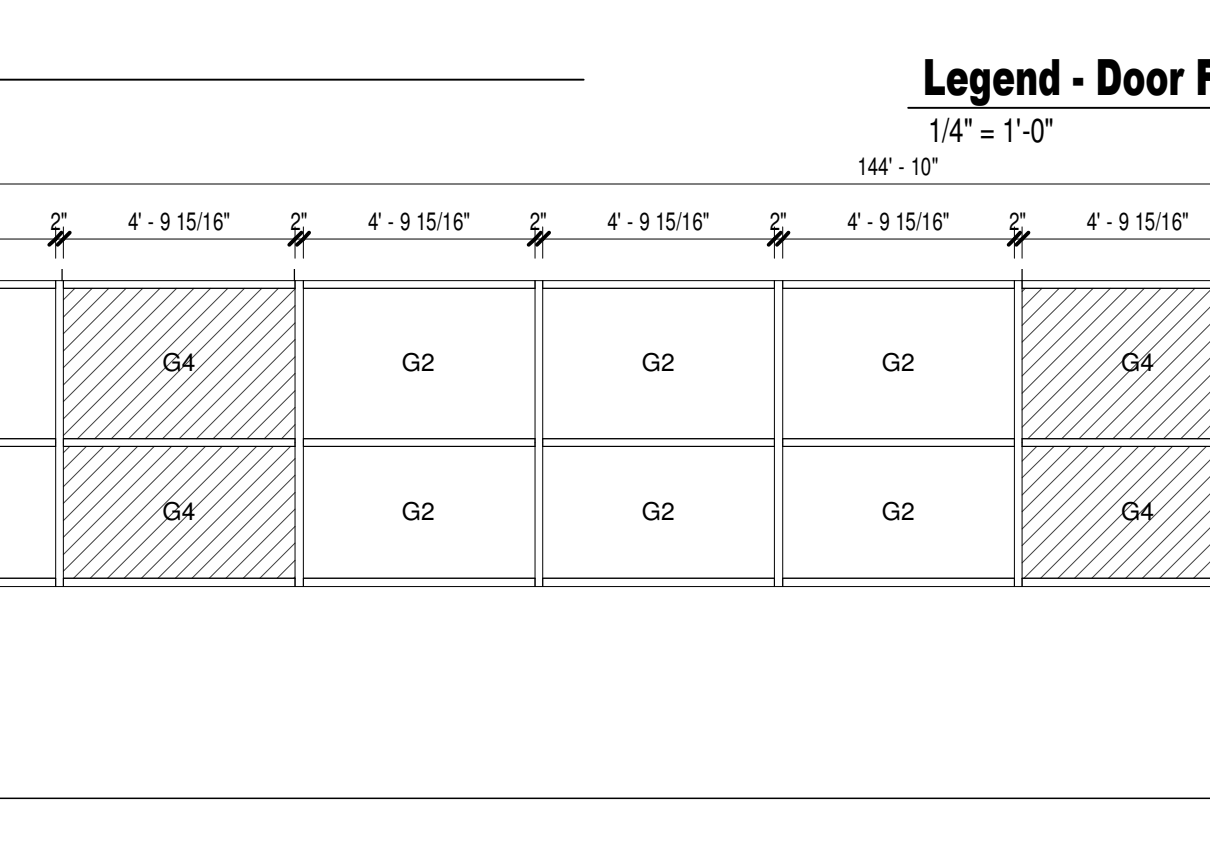 Legend - Door F
1/4" = 1'-0"
144' - 10"
2" 4' - 9 15/16" 2" 4' - 9 15/16" 2" 4' - 9 15/16" 2" 4' - 9 15/16" 2" 4' - 9 15/16"
G4 G2 G2 G2 G4
G4 G2 G2 G2 G4